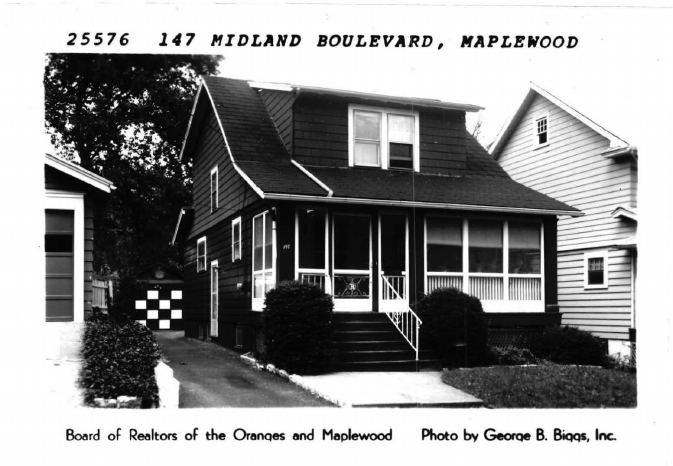 25576 147 MIDLAND BOULEVARD, MAPLEWOOD
Board of Realtors of the Oranges and Maplewood Photo by George B. Biggs, Inc.